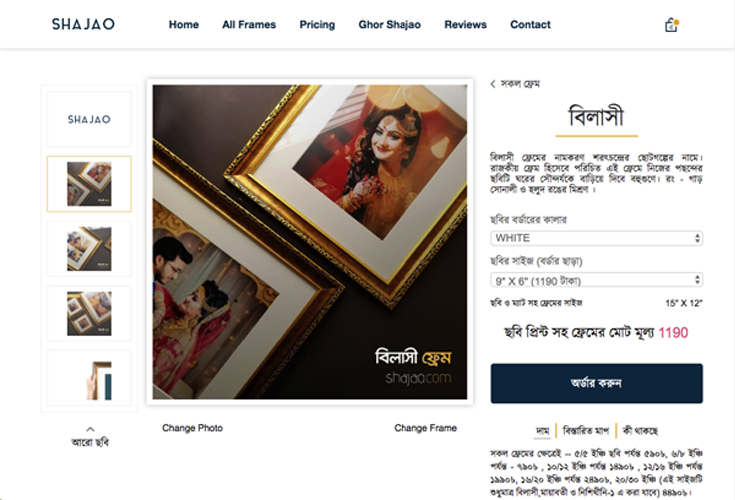 SHAJAO
Home All Frames Pricing Ghor Shajao Reviews Contact
SHAJAO
সকল ফ্রেম
বিলাসী
বিলাসী ফ্রেমের নামকরণ শরৎচন্দ্রের ছোটগল্পের নামে।
রাজকীয় ফ্রেম হিসেবে পরিচিত এই ফ্রেমে নিজের পছন্দের
ছবিটি ঘরের সৌন্দর্যকে বাড়িয়ে দিবে বহুগুণে। রং - গাড়
সোনালী ও হলুদ রঙের মিশ্রণ ।
ছবির বর্ডারের কালার
WHITE
ছবির সাইজ (বর্ডার ছাড়া)
9" X 6" (1190 টাকা)
ছবি ও ম্যাট সহ ফ্রেমের সাইজ 15" X 12"
ছবি প্রিন্ট সহ ফ্রেমের মোট মূল্য 1190
অর্ডার করুন
বিলাসী ফ্রেম
shajao.com
আরো ছবি
Change Photo Change Frame
দাম বিস্তারিত মাপ কী থাকছে
সকল ফ্রেমের ক্ষেত্রেই -- ৫/৫ ইঞ্চি ছবি পর্যন্ত ৫৯০৳, ৬/৮ ইঞ্চি
পর্যন্ত - ৭৯০৳ , ১০/১২ ইঞ্চি পর্যন্ত ১৪৯০৳ , ১২/১৬ ইঞ্চি পর্যন্ত
১৯৯০৳, ১৬/২০ ইঞ্চি পর্যন্ত ২৪৯০৳, ২০/৩০ ইঞ্চি (এই সাইজটি
শুধুমাত্র বিলাসী,মায়াবতী ও নিশিথীনি-১ এ করা যাবে) ৪৪৯০৳।